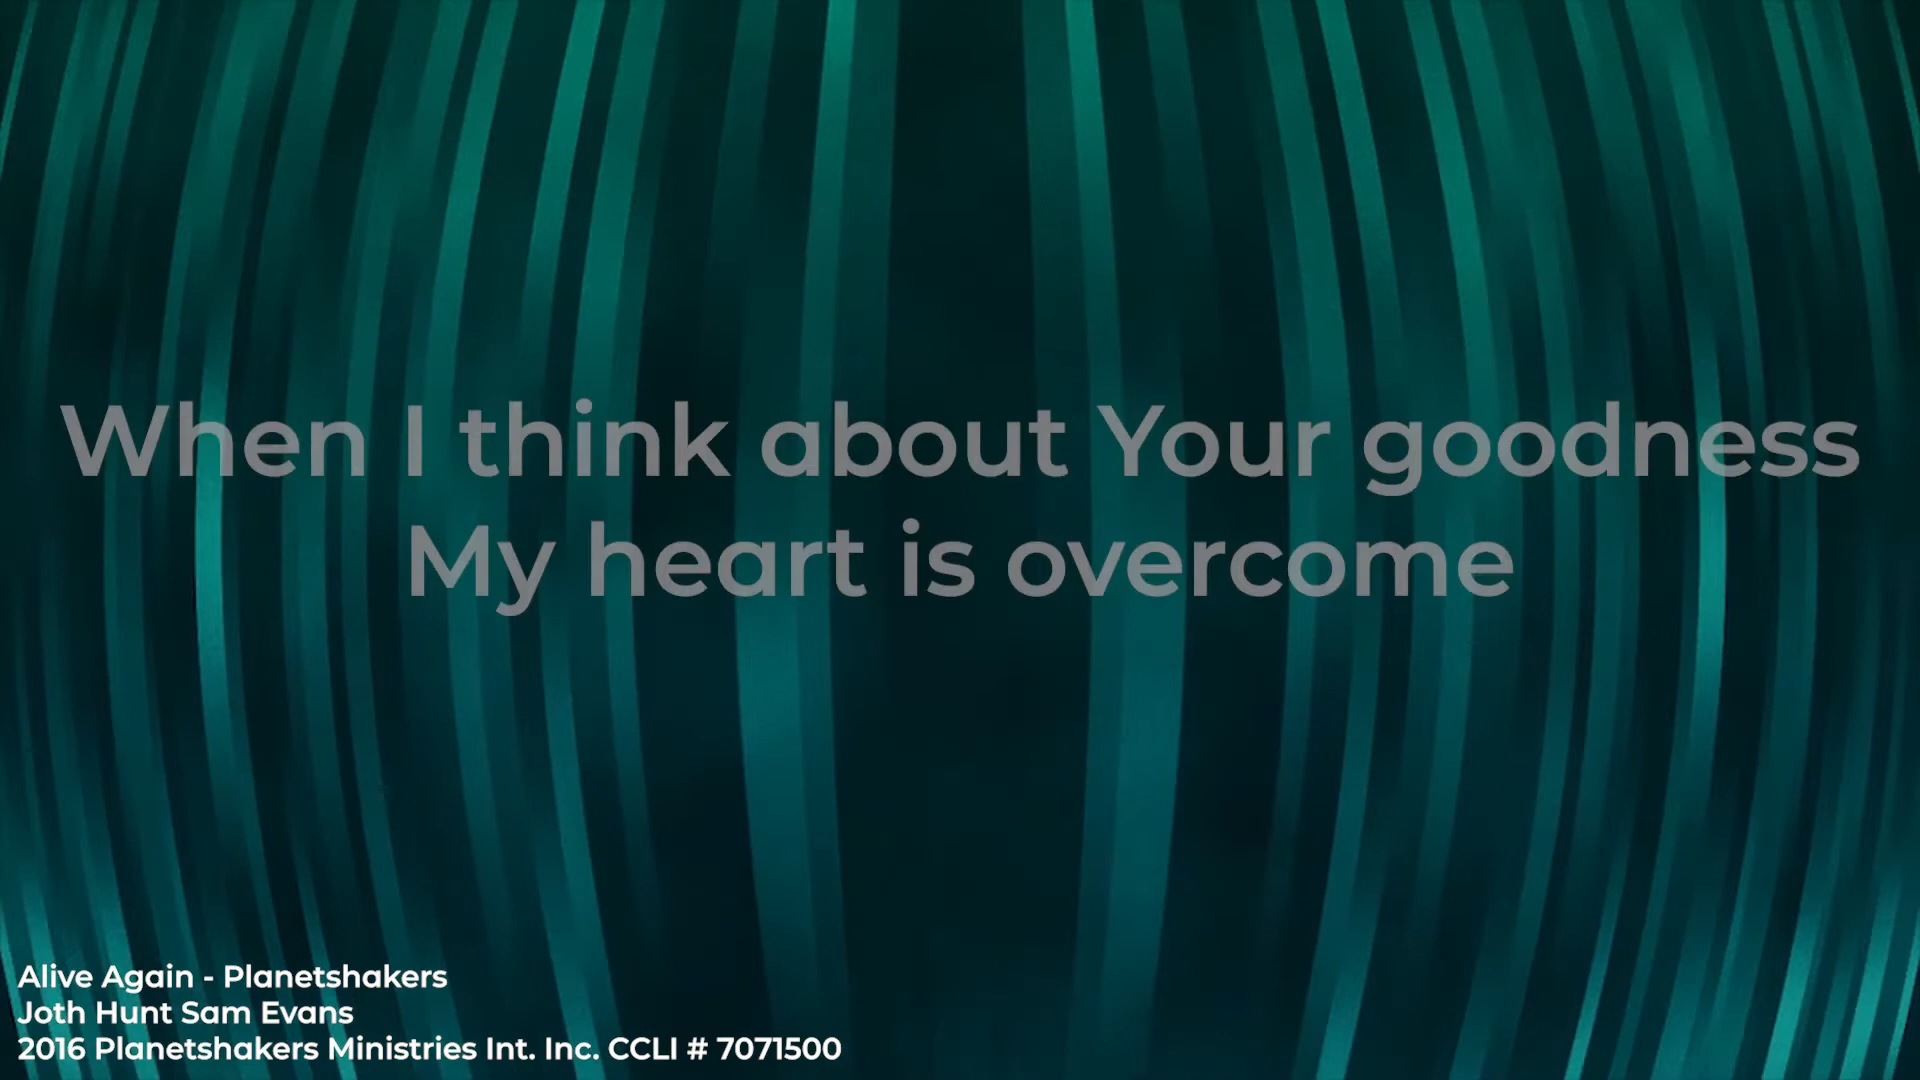 When I think about Your goodness
My heart is overcome
Alive Again - Planetshakers
Joth Hunt Sam Evans
2016 Planetshakers Ministries Int. Inc. CCLI # 7071500